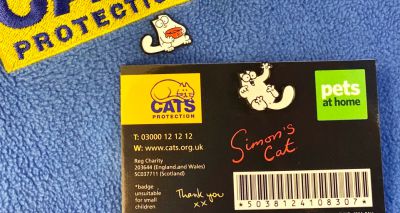 PROTECTION
CATS
PROTECTION
pets
at home
T: 03000 12 12 12
W: www.cats.org.uk
Simon's
Cat
Reg Charity
203644 (England and Wales)
SC037711 (Scotland)
*badge
unsuitable
for small
children
Thank you
xx
*5038124108307*